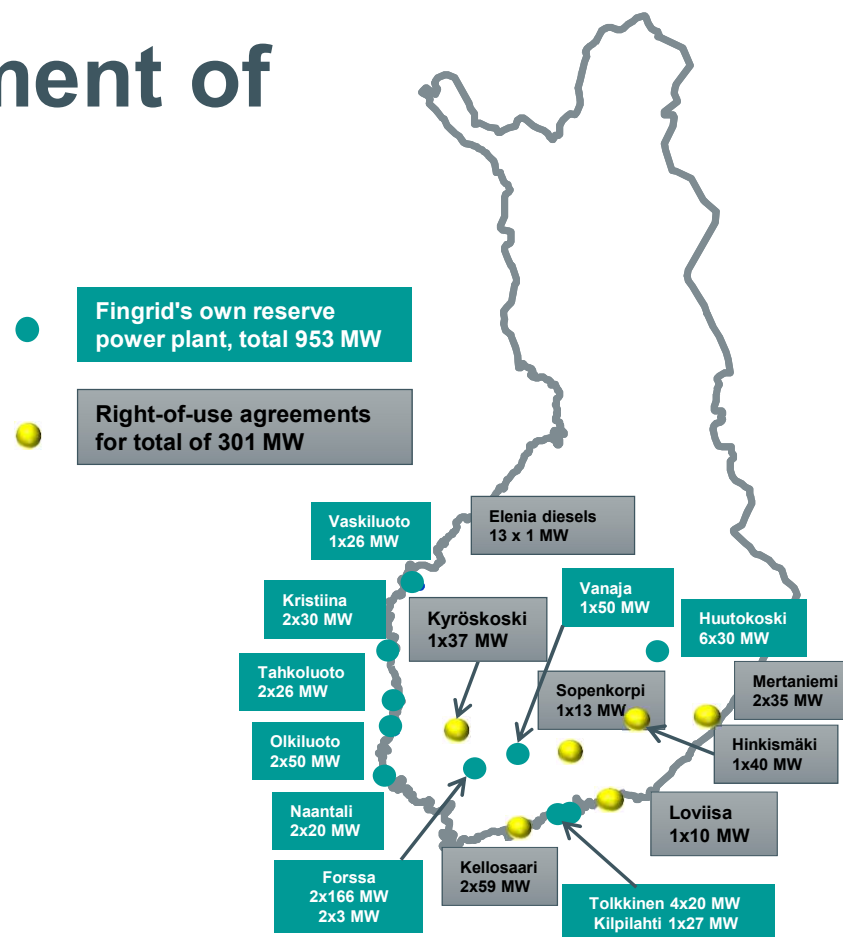 ment of
Fingrid's own reserve
power plant, total 953 MW
Right-of-use agreements
for total of 301 MW
Vaskiluoto
1x26 MW
Elenia diesels
13 x 1 MW
Kristiina
2x30 MW
Kyröskoski
1x37 MW
Vanaja
1x50 MW
Huutokoski
6x30 MW
Tahkoluoto
2x26 MW
Sopenkorpi
1x13 MW
Mertaniemi
2x35 MW
Olkiluoto
2x50 MW
Hinkismäki
1x40 MW
Naantali
2x20 MW
Loviisa
1x10 MW
Forssa
2x166 MW
2x3 MW
Kellosaari
2x59 MW
Tolkkinen 4x20 MW
Kilpilahti 1x27 MW